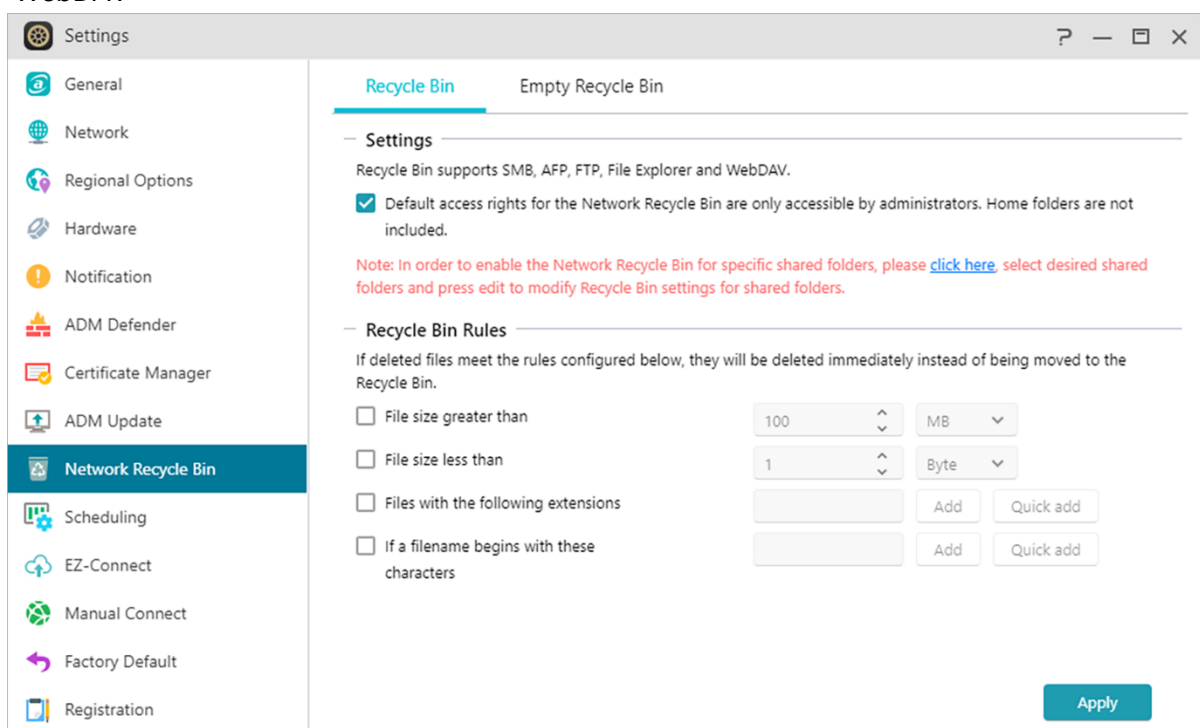 Settings
General
Network
Regional Options
Hardware
Notification
ADM Defender
Certificate Manager
ADM Update
Network Recycle Bin
Scheduling
EZ-Connect
Manual Connect
Factory Default
Registration
Recycle Bin
Empty Recycle Bin
Settings
Recycle Bin supports SMB, AFP, FTP, File Explorer and WebDAV.
Default access rights for the Network Recycle Bin are only accessible by administrators. Home folders are not
included.
Note: In order to enable the Network Recycle Bin for specific shared folders, please click here, select desired shared
folders and press edit to modify Recycle Bin settings for shared folders.
Recycle Bin Rules
If deleted files meet the rules configured below, they will be deleted immediately instead of being moved to the
Recycle Bin.
File size greater than 100 MB
File size less than 1 Byte
Files with the following extensions Add Quick add
If a filename begins with these Add Quick add
characters
Apply